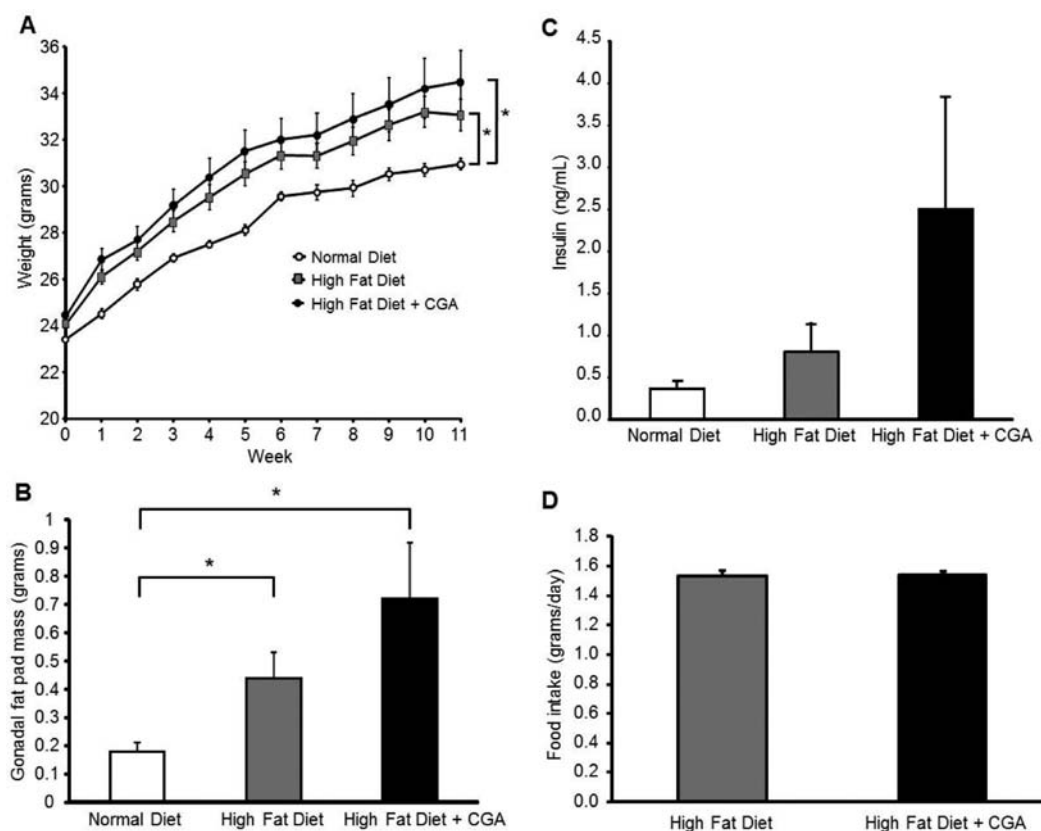 A
Weight (grams)
36
34
32
30
28
26
24
22
20
0 1 2 3 4 5 6 7 8 9 10 11
Week
Normal Diet
High Fat Diet
High Fat Diet + CGA
*
*
B
Gonadal fat pad mass (grams)
1
0.9
0.8
0.7
0.6
0.5
0.4
0.3
0.2
0.1
0
*
*
Normal Diet High Fat Diet High Fat Diet + CGA
C
Insulin (ng/mL)
4.5
4.0
3.5
3.0
2.5
2.0
1.5
1.0
0.5
0.0
Normal Diet High Fat Diet High Fat Diet + CGA
D
Food intake (grams/day)
1.8
1.6
1.4
1.2
1.0
0.8
0.6
0.4
0.2
0.0
High Fat Diet High Fat Diet + CGA